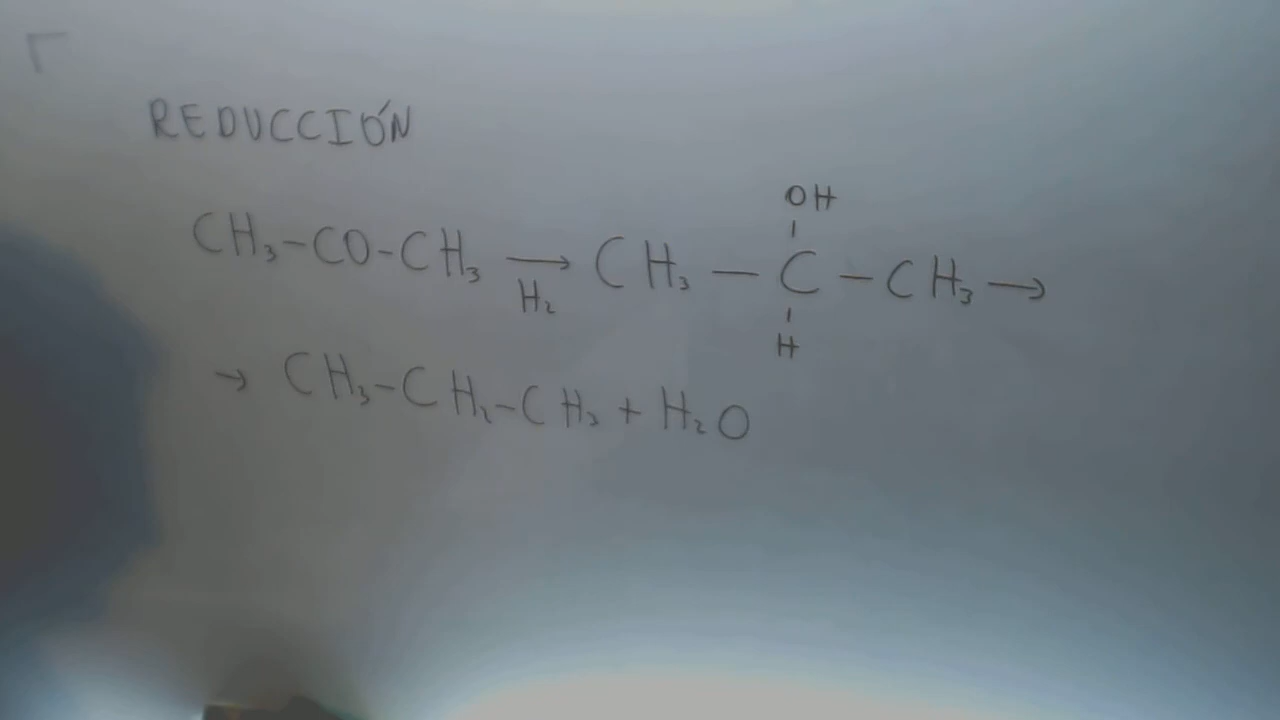 REDUCCIÓN
OH
CH₃-CO-CH₃ →H₂ CH₃ — C — CH₃ →
H
→ CH₃-CH₂-CH₃ + H₂O